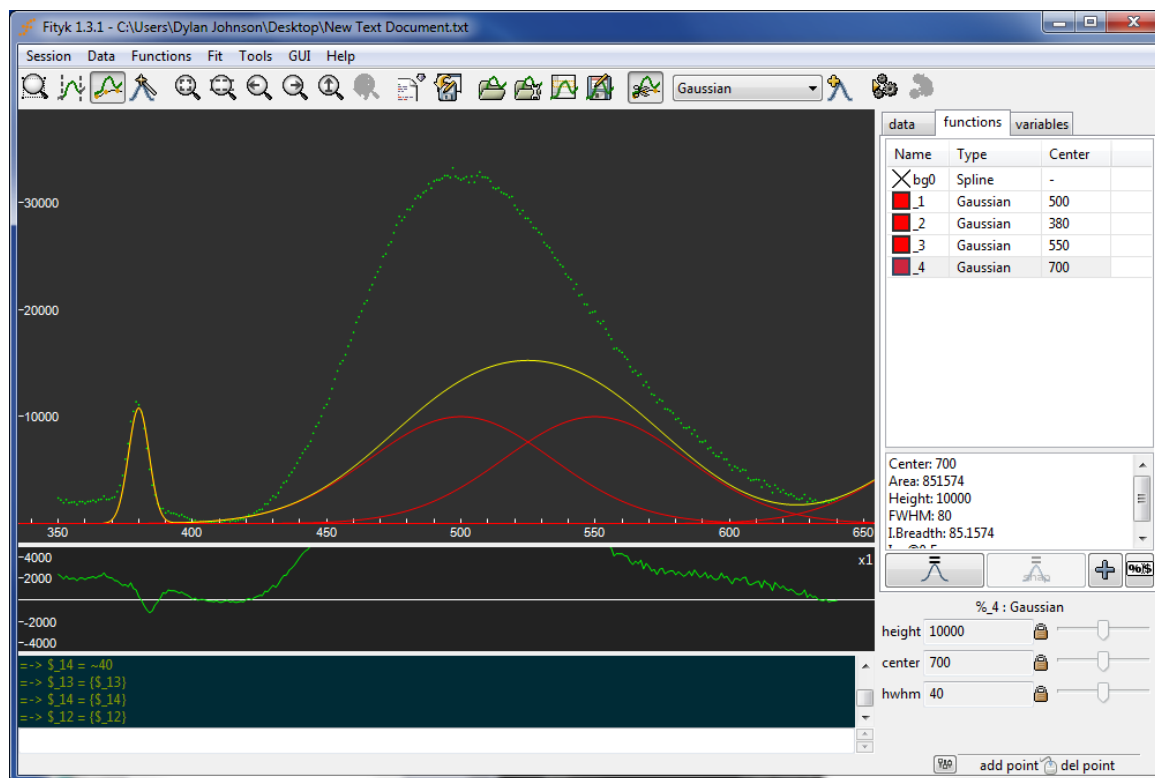 Fityk 1.3.1 - C:\Users\Dylan Johnson\Desktop\New Text Document.txt
Session Data Functions Fit Tools GUI Help
Gaussian
data functions variables
Name Type Center
bg0 Spline -
_1 Gaussian 500
_2 Gaussian 380
_3 Gaussian 550
_4 Gaussian 700
30000
20000
10000
350 400 450 500 550 600 650
Center: 700
Area: 851574
Height: 10000
FWHM: 80
I.Breadth: 85.1574
4000
2000
-2000
-4000
x1
snap
%_4 : Gaussian
height 10000
center 700
hwhm 40
=-> $_14 = ~40
=-> $_13 = {$_13}
=-> $_14 = {$_14}
=-> $_12 = {$_12}
add point del point